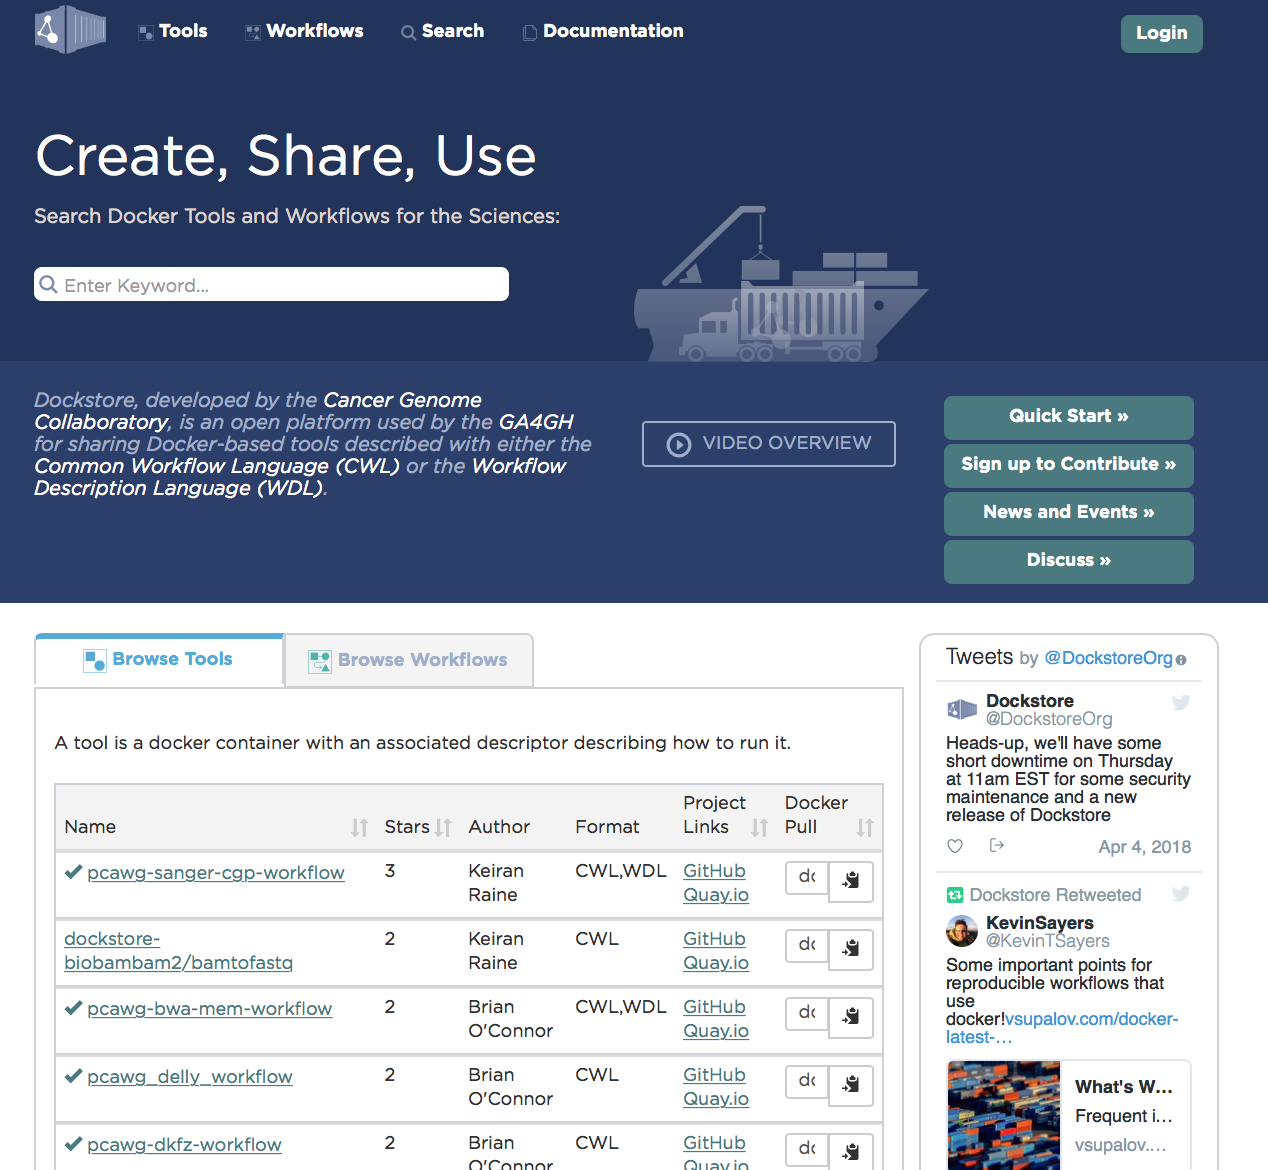 Tools
Workflows
Search
Documentation
Login
Create, Share, Use
Search Docker Tools and Workflows for the Sciences:
Enter Keyword...
Dockstore, developed by the Cancer Genome
Collaboratory, is an open platform used by the GA4GH
for sharing Docker-based tools described with either the
Common Workflow Language (CWL) or the Workflow
Description Language (WDL).
VIDEO OVERVIEW
Quick Start »
Sign up to Contribute »
News and Events »
Discuss »
Browse Tools
Browse Workflows
A tool is a docker container with an associated descriptor describing how to run it.
Name Stars Author Format Project Links Docker Pull
pcawg-sanger-cgp-workflow 3 Keiran Raine CWL,WDL GitHub Quay.io dc
dockstore-biobambam2/bamtofastq 2 Keiran Raine CWL GitHub Quay.io dc
pcawg-bwa-mem-workflow 2 Brian O'Connor CWL,WDL GitHub Quay.io dc
pcawg_delly_workflow 2 Brian O'Connor CWL GitHub Quay.io dc
pcawg-dkfz-workflow 2 Brian O'Connor CWL GitHub Quay.io dc
Tweets by @DockstoreOrg
Dockstore
@DockstoreOrg
Heads-up, we'll have some
short downtime on Thursday
at 11am EST for some security
maintenance and a new
release of Dockstore
Apr 4, 2018
Dockstore Retweeted
KevinSayers
@KevinTSayers
Some important points for
reproducible workflows that
use
docker!vsupalov.com/docker-
latest-…
What's W…
Frequent i…
vsupalov.…